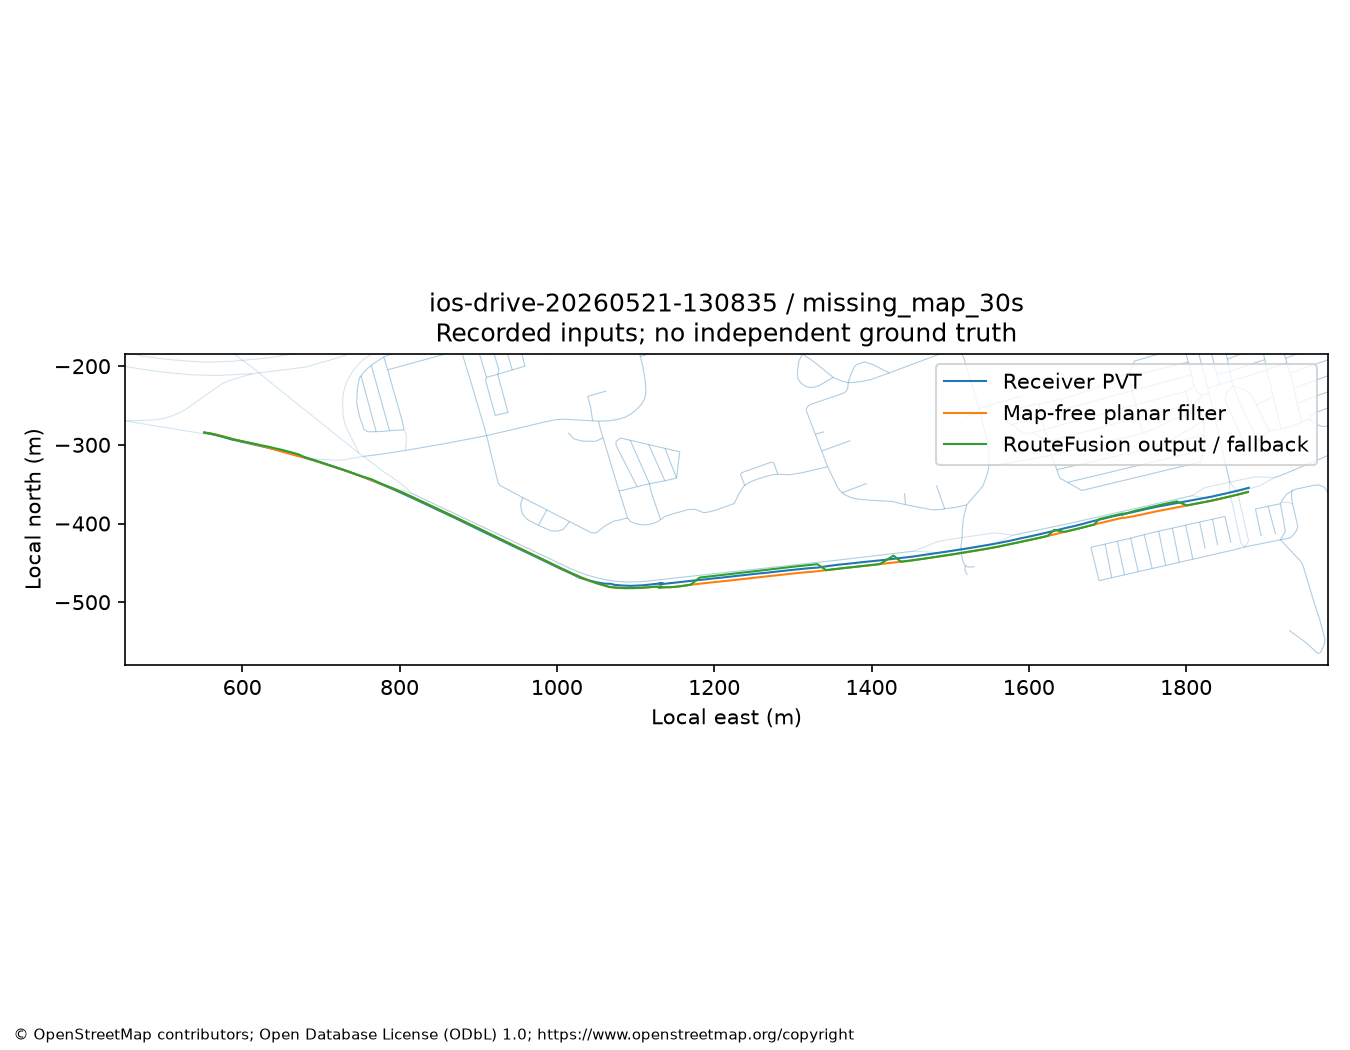 ios-drive-20260521-130835 / missing_map_30s
Recorded inputs; no independent ground truth
Receiver PVT
Map-free planar filter
RouteFusion output / fallback
Local north (m)
−200
−300
−400
−500
600 800 1000 1200 1400 1600 1800
Local east (m)
© OpenStreetMap contributors; Open Database License (ODbL) 1.0; https://www.openstreetmap.org/copyright